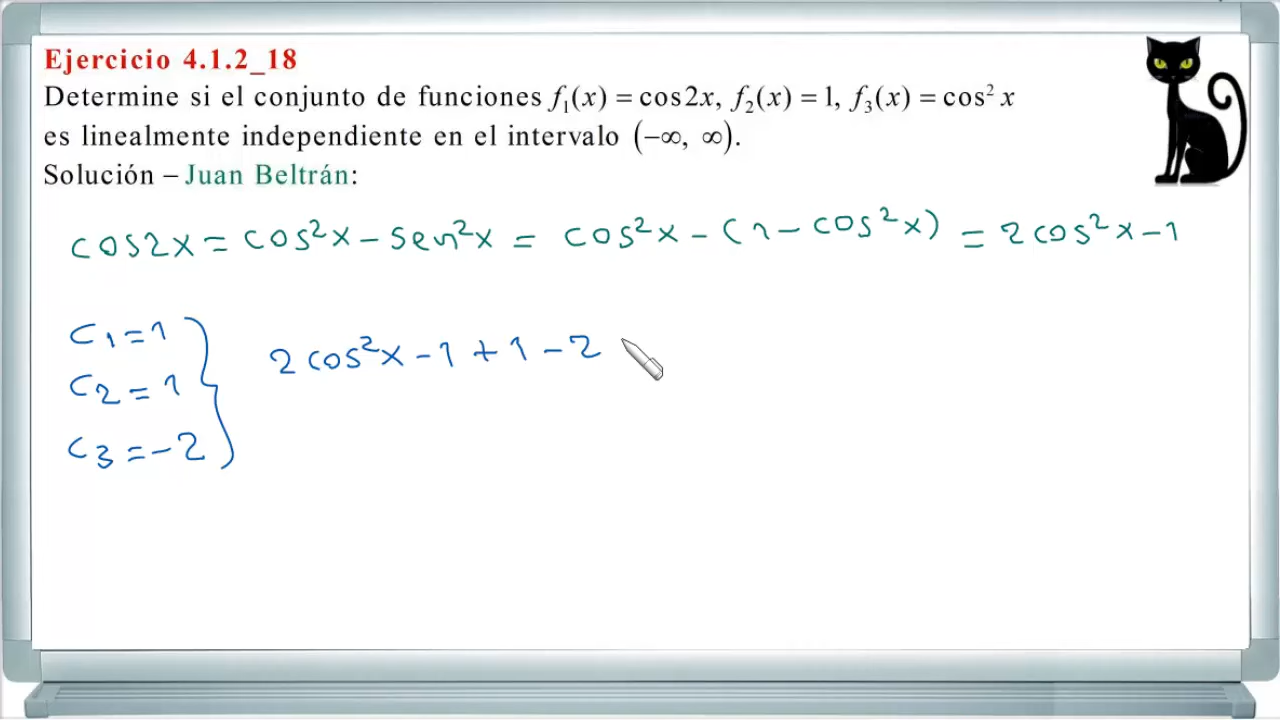 Ejercicio 4.1.2_18
Determine si el conjunto de funciones f₁(x) = cos2x, f₂(x) = 1, f₃(x) = cos² x
es linealmente independiente en el intervalo (−∞, ∞).
Solución – Juan Beltrán:
cos2x = cos²x − sen²x = cos²x − (1 − cos²x) = 2cos²x − 1
c₁ = 1
c₂ = 1
c₃ = −2
2cos²x − 1 + 1 − 2